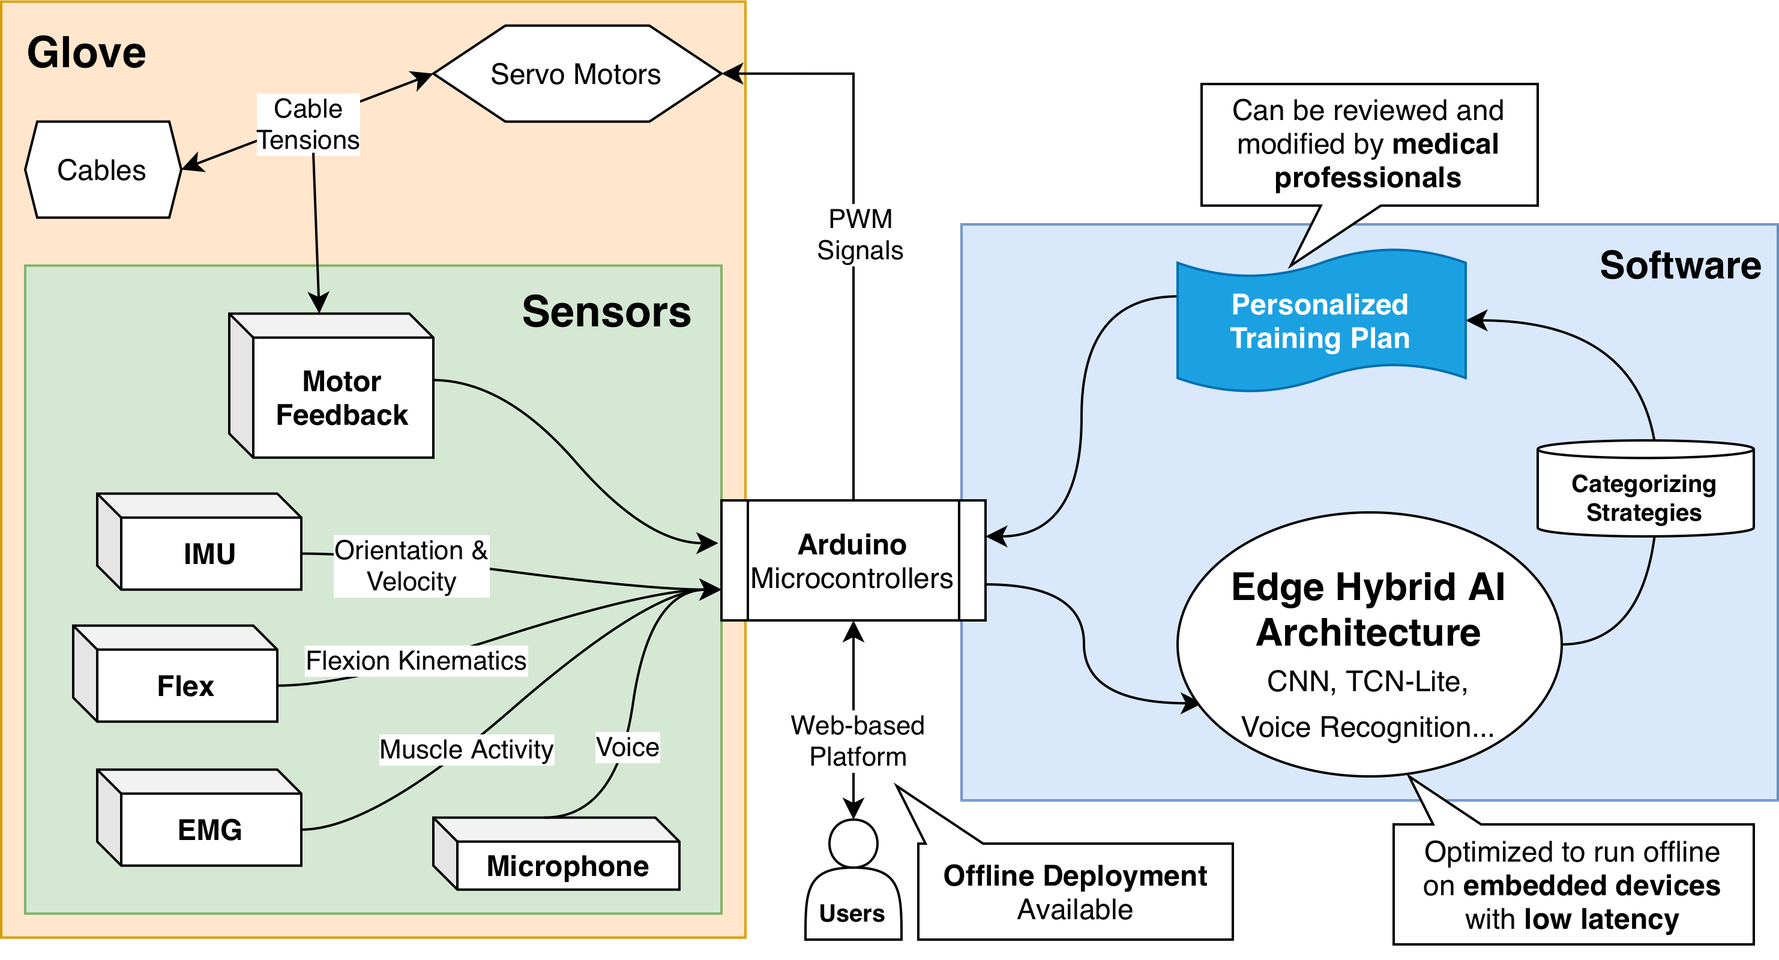 Glove
Servo Motors
Cable
Tensions
Cables
Sensors
Motor
Feedback
IMU
Orientation &
Velocity
Flex
Flexion Kinematics
Muscle Activity
Voice
EMG
Microphone
PWM
Signals
Arduino
Microcontrollers
Web-based
Platform
Users
Offline Deployment
Available
Can be reviewed and
modified by medical
professionals
Software
Personalized
Training Plan
Categorizing
Strategies
Edge Hybrid AI
Architecture
CNN, TCN-Lite,
Voice Recognition...
Optimized to run offline
on embedded devices
with low latency